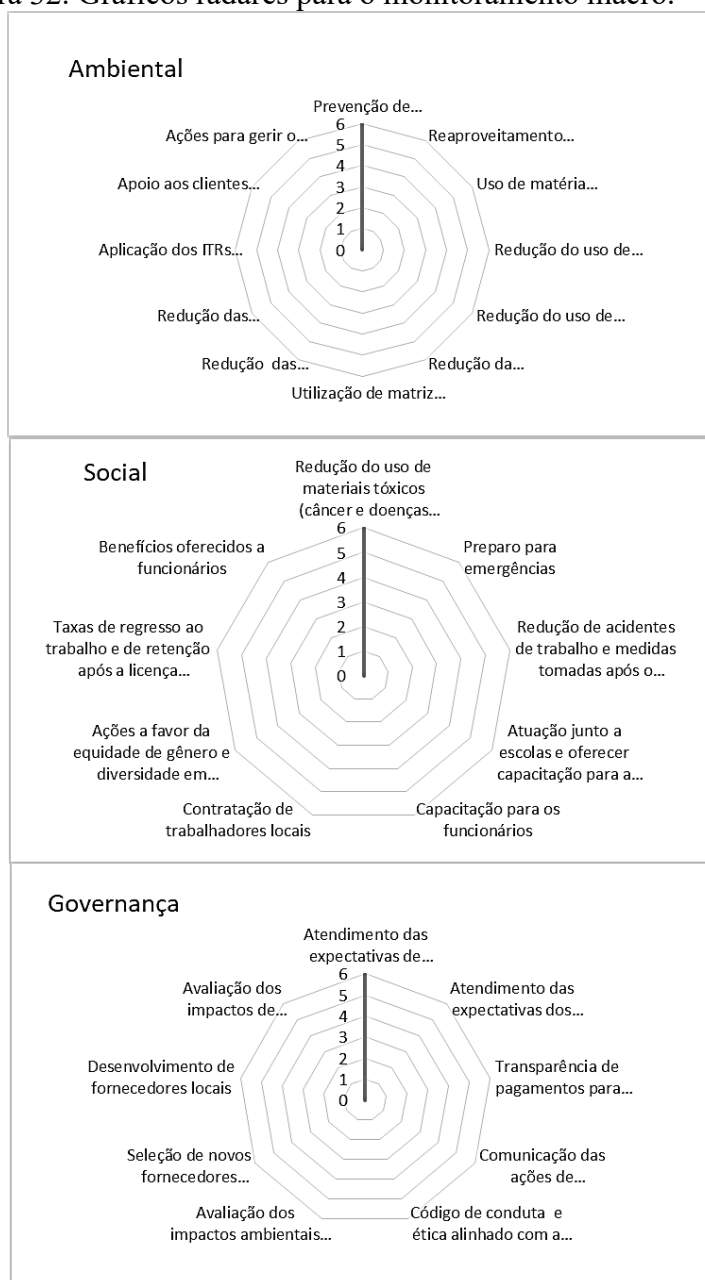 32: Gráficos radares para o monitoramento macro.
Ambiental
Prevenção de...
Reaproveitamento...
Uso de matéria...
Redução do uso de...
Redução do uso de...
Redução da...
Utilização de matriz...
Redução das...
Redução das...
Aplicação dos ITRs...
Apoio aos clientes...
Ações para gerir o...
6
5
4
3
2
1
0
Social
Redução do uso de
materiais tóxicos
(câncer e doenças...
Preparo para
emergências
Redução de acidentes
de trabalho e medidas
tomadas após o...
Atuação junto a
escolas e oferecer
capacitação para a...
Capacitação para os
funcionários
Contratação de
trabalhadores locais
Ações a favor da
equidade de gênero e
diversidade em...
Taxas de regresso ao
trabalho e de retenção
após a licença...
Benefícios oferecidos a
funcionários
6
5
4
3
2
1
0
Governança
Atendimento das
expectativas de...
Atendimento das
expectativas dos...
Transparência de
pagamentos para...
Comunicação das
ações de...
Código de conduta e
ética alinhado com a...
Avaliação dos
impactos ambientais...
Seleção de novos
fornecedores...
Desenvolvimento de
fornecedores locais
Avaliação dos
impactos de...
6
5
4
3
2
1
0